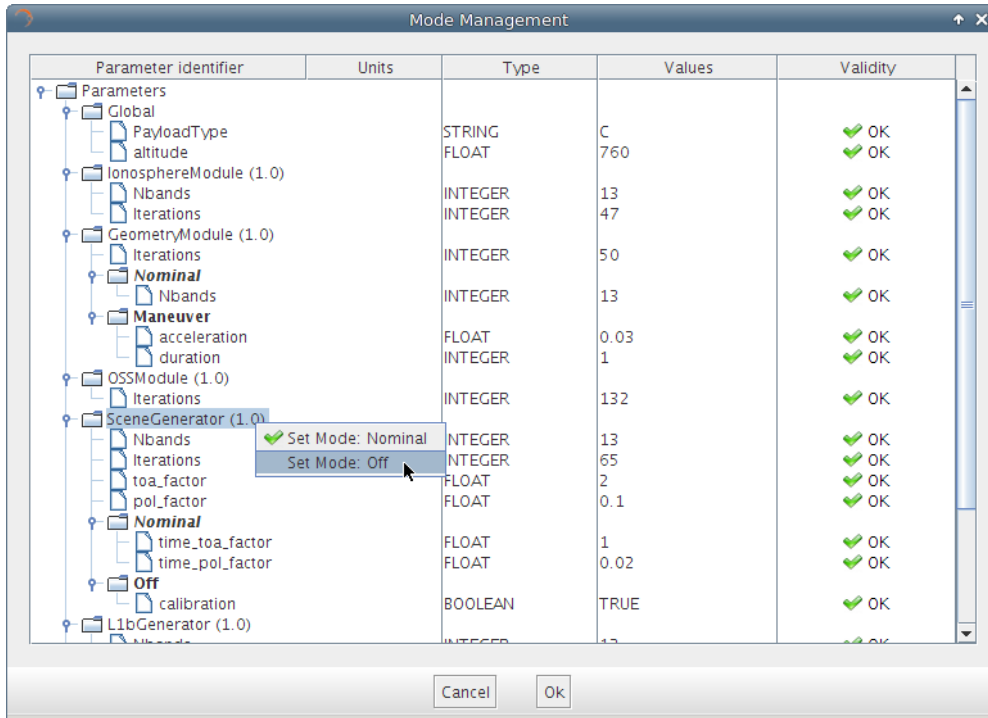 Mode Management
Parameter identifier Units Type Values Validity
Parameters
Global
PayloadType STRING C OK
altitude FLOAT 760 OK
IonosphereModule (1.0)
Nbands INTEGER 13 OK
Iterations INTEGER 47 OK
GeometryModule (1.0)
Iterations INTEGER 50 OK
Nominal
Nbands INTEGER 13 OK
Maneuver
acceleration FLOAT 0.03 OK
duration INTEGER 1 OK
OSSModule (1.0)
Iterations INTEGER 132 OK
SceneGenerator (1.0)
Nbands Set Mode: Nominal INTEGER 13 OK
Iterations Set Mode: Off INTEGER 65 OK
toa_factor FLOAT 2 OK
pol_factor FLOAT 0.1 OK
Nominal
time_toa_factor FLOAT 1 OK
time_pol_factor FLOAT 0.02 OK
Off
calibration BOOLEAN TRUE OK
L1bGenerator (1.0)
Nbands INTEGER 13 OK
Cancel Ok